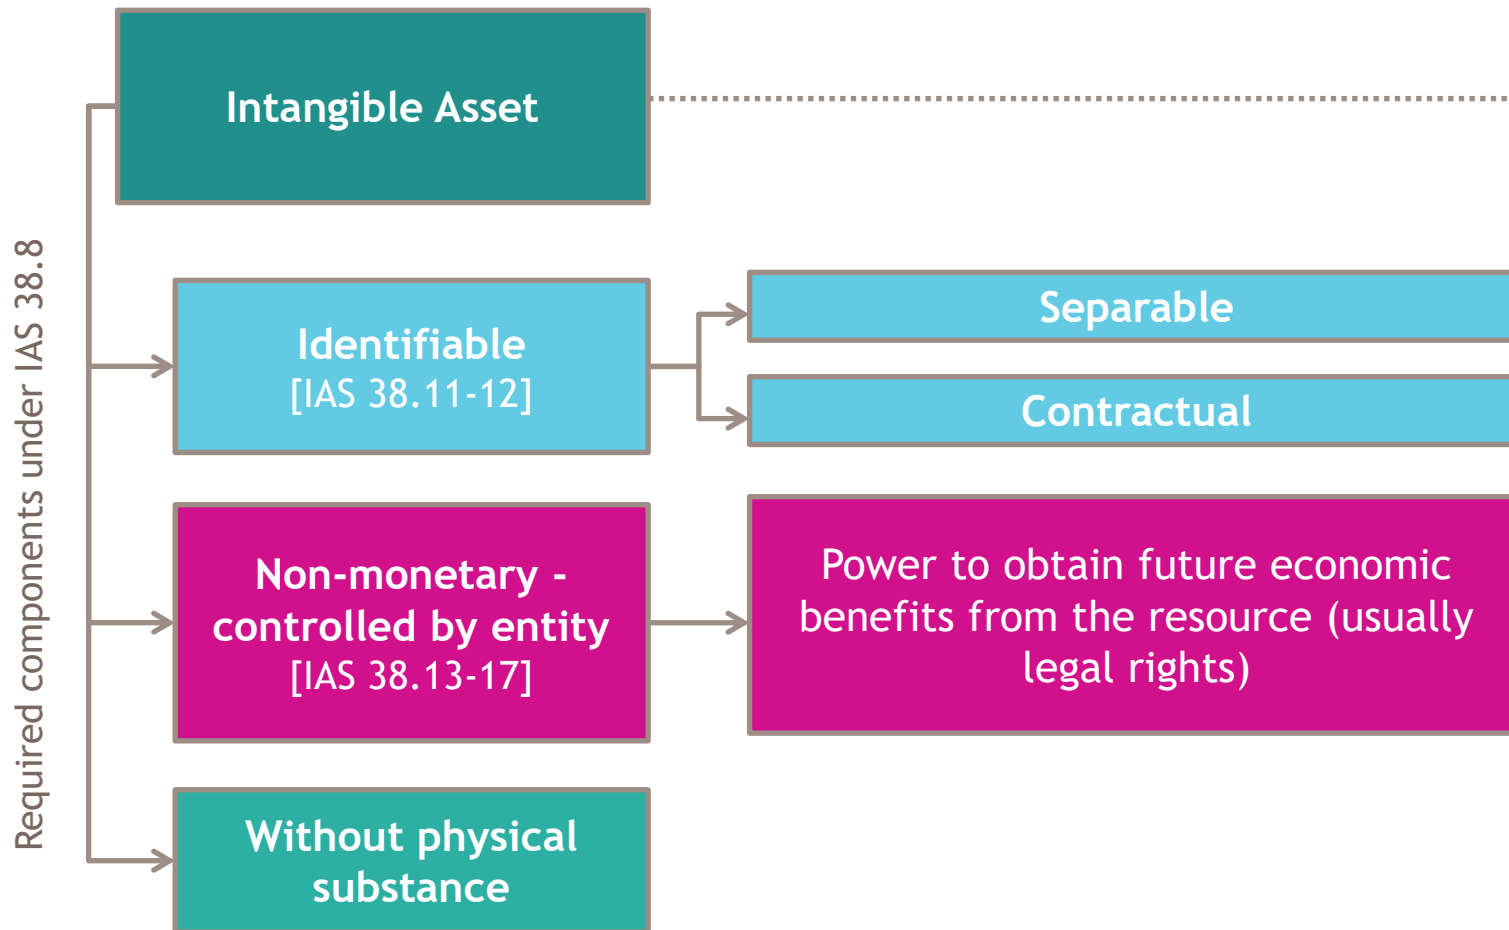 Intangible Asset
Required components under IAS 38.8
Identifiable
[IAS 38.11-12]
Separable
Contractual
Non-monetary -
controlled by entity
[IAS 38.13-17]
Power to obtain future economic
benefits from the resource (usually
legal rights)
Without physical
substance